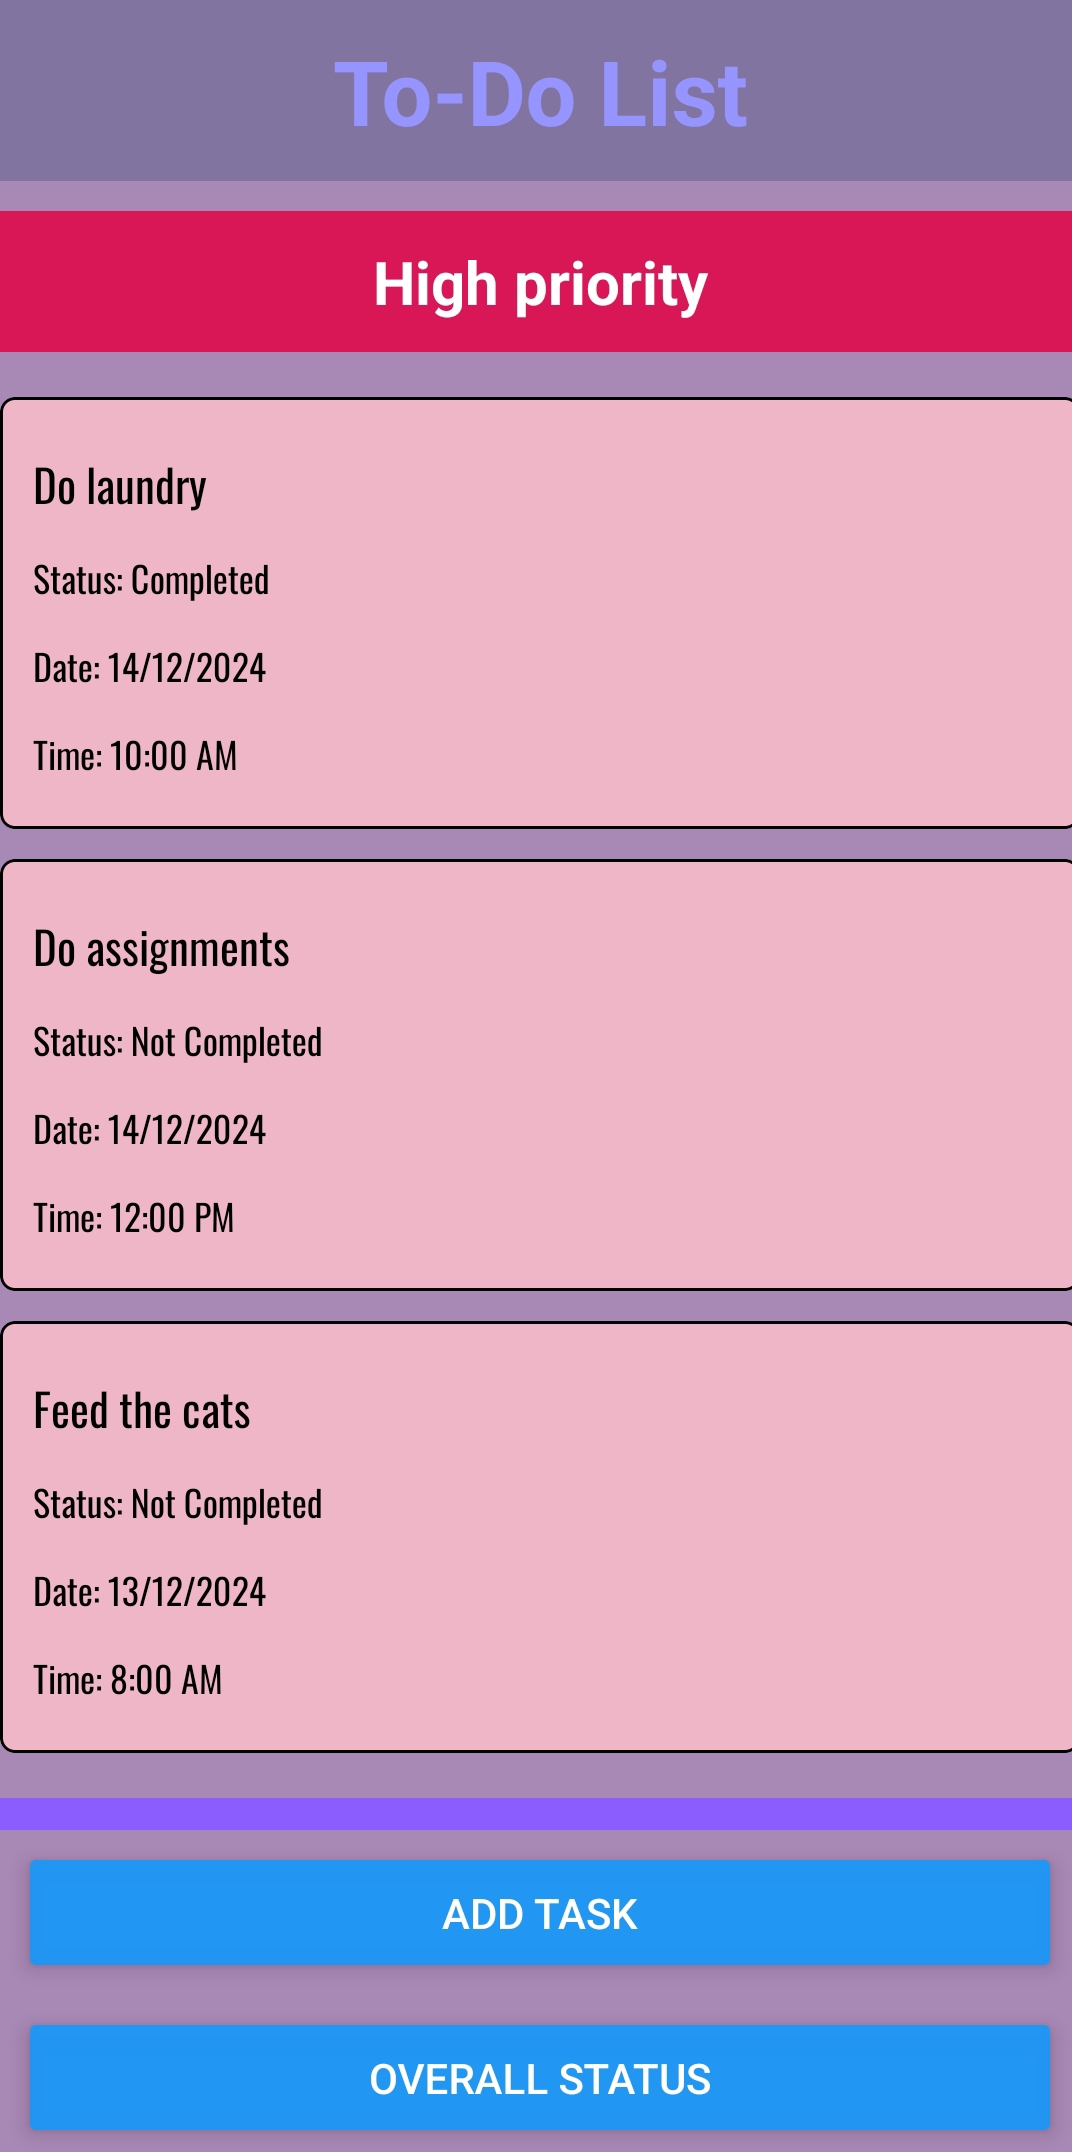 To-Do List
High priority
Do laundry
Status: Completed
Date: 14/12/2024
Time: 10:00 AM
Do assignments
Status: Not Completed
Date: 14/12/2024
Time: 12:00 PM
Feed the cats
Status: Not Completed
Date: 13/12/2024
Time: 8:00 AM
ADD TASK
OVERALL STATUS